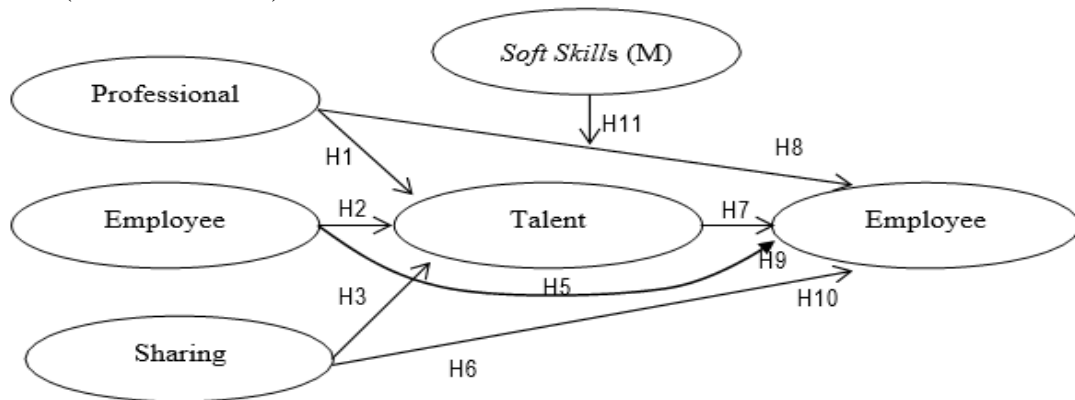 Soft Skills (M)
Professional
H11
H1
H8
Employee
H2
Talent
H7
Employee
H9
H3
H5
H10
Sharing
H6